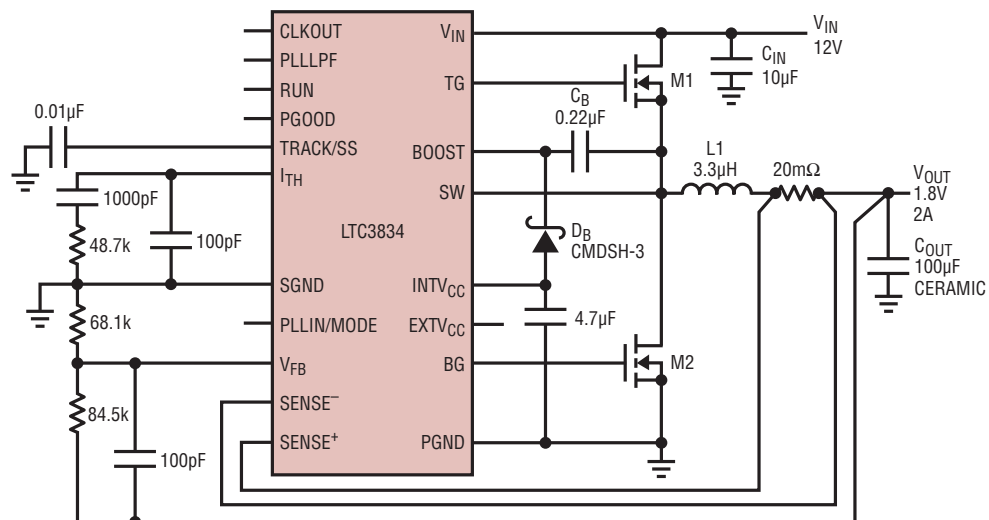 CLKOUT
PLLLPF
RUN
PGOOD
TRACK/SS
ITH
SGND
PLLIN/MODE
VFB
SENSE–
SENSE+
LTC3834
VIN
TG
BOOST
SW
INTVCC
EXTVCC
BG
PGND
0.01µF
1000pF
48.7k
100pF
68.1k
84.5k
100pF
VIN
12V
CIN
10µF
M1
CB
0.22µF
L1
3.3µH
20mΩ
VOUT
1.8V
2A
COUT
100µF
CERAMIC
DB
CMDSH-3
4.7µF
M2